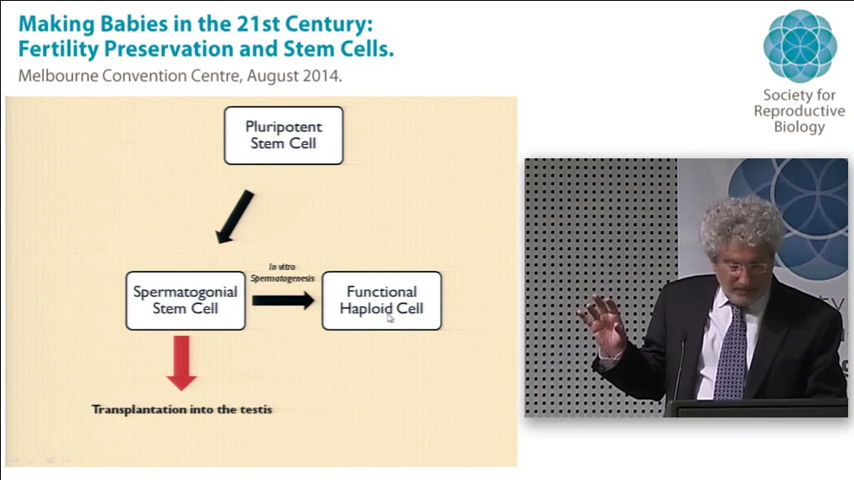 Making Babies in the 21st Century:
Fertility Preservation and Stem Cells.
Melbourne Convention Centre, August 2014.
Society for
Reproductive
Biology
Pluripotent
Stem Cell
In vitro
Spermatogenesis
Spermatogonial
Stem Cell
Functional
Haploid Cell
Transplantation into the testis